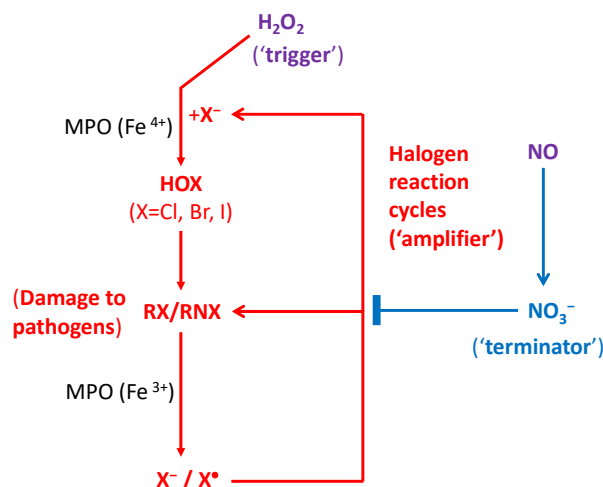 H₂O₂
(‘trigger’)
MPO (Fe ⁴⁺)
+X⁻
HOX
(X=Cl, Br, I)
Halogen
reaction
cycles
(‘amplifier’)
NO
(Damage to
pathogens)
RX/RNX
NO₃⁻
(‘terminator’)
MPO (Fe ³⁺)
X⁻ / X•